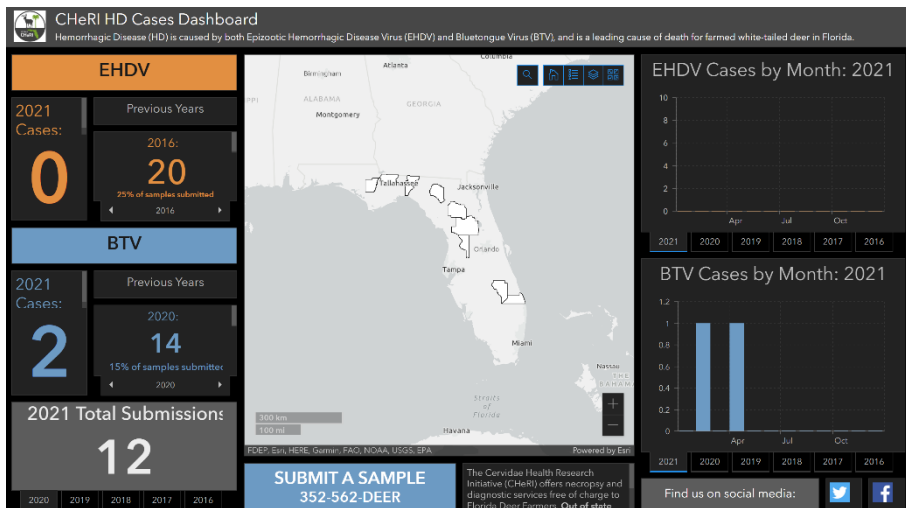 CHeRI HD Cases Dashboard
Hemorrhagic Disease (HD) is caused by both Epizootic Hemorrhagic Disease Virus (EHDV) and Bluetongue Virus (BTV), and is a leading cause of death for farmed white-tailed deer in Florida.
EHDV
2021
Cases:
0
Previous Years
2016:
20
25% of samples submitted
2016
BTV
2021
Cases:
2
Previous Years
2020:
14
15% of samples submitted
2020
2021 Total Submissions
12
2020 2019 2018 2017 2016
Birmingham
Atlanta
Columbia
ALABAMA
GEORGIA
Montgomery
Tallahassee
Jacksonville
Orlando
Tampa
Miami
Nassau
THE
BAHAM
Straits
of
Florida
Havana
300 km
100 mi
+
−
FDEP, Esri, HERE, Garmin, FAO, NOAA, USGS, EPA
Powered by Esri
SUBMIT A SAMPLE
352-562-DEER
The Cervidae Health Research
Initiative (CHeRI) offers necropsy and
diagnostic services free of charge to
Florida Deer Farmers. Out of state
EHDV Cases by Month: 2021
10
8
6
4
2
0
Apr Jul Oct
2021 2020 2019 2018 2017 2016
BTV Cases by Month: 2021
1.2
1
0.8
0.6
0.4
0.2
0
Apr Jul Oct
2021 2020 2019 2018 2017 2016
Find us on social media: